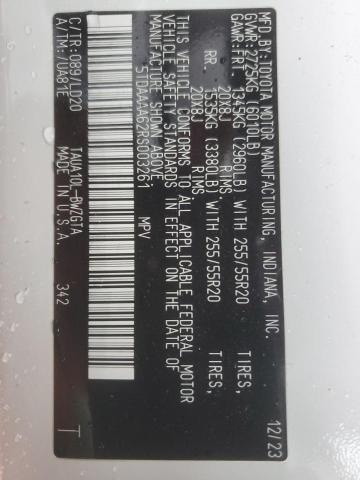 MFD.BY:TOYOTA MOTOR MANUFACTURING, INDIANA, INC. 12/23
GVWR:2725KG (6010LB)
GAWR:FRT. 1345KG (2960LB) WITH 255/55R20 TIRES,
20X8J RIMS
RR. 1535KG (3380LB) WITH 255/55R20 TIRES,
20X8J RIMS
THIS VEHICLE CONFORMS TO ALL APPLICABLE FEDERAL MOTOR
VEHICLE SAFETY STANDARDS IN EFFECT ON THE DATE OF
MANUFACTURE SHOWN ABOVE.
5TDAAAA62RS003261 MPV
C/TR:089/LD20 TAUA10L-BWZGTA 342 T
A/TM:/UA81E MADE IN U.S.A.